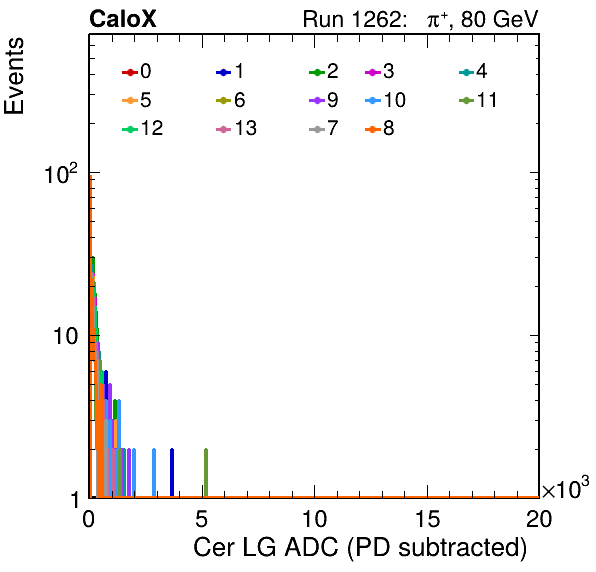 CaloX Run 1262: π⁺, 80 GeV
Events
0 1 2 3 4
5 6 9 10 11
12 13 7 8
10²
10
1
0 5 10 15 20 ×10³
Cer LG ADC (PD subtracted)